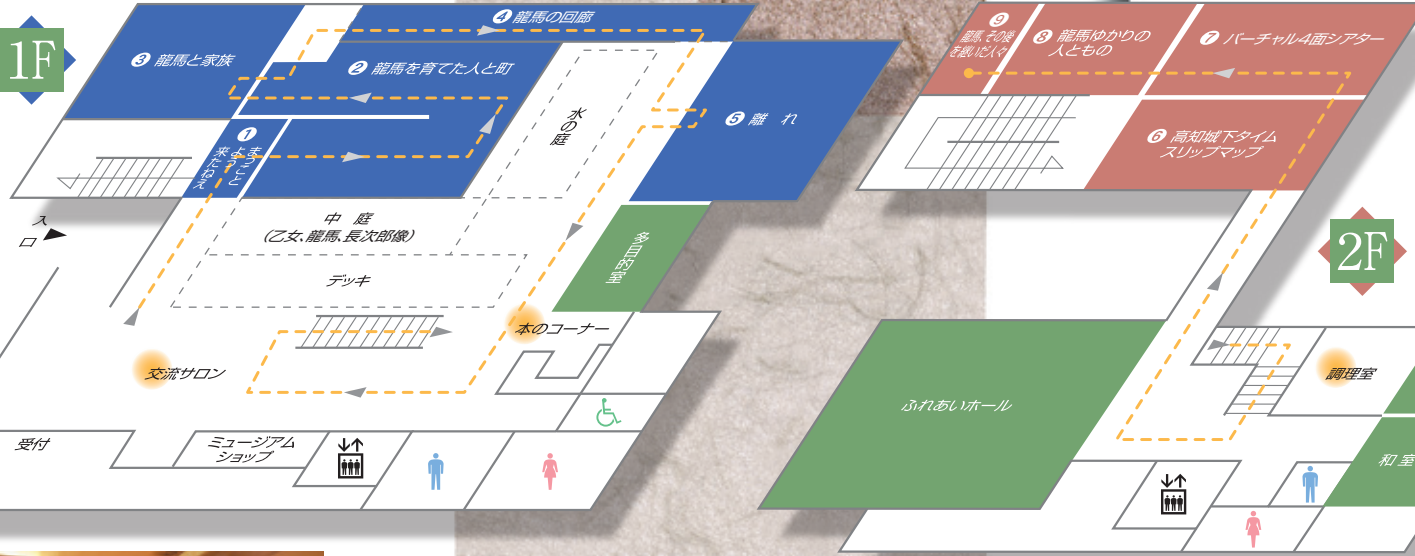 1F
❸ 龍馬と家族
❹ 龍馬の回廊
❷ 龍馬を育てた人と町
❶ ようこそ
ようこと
来たねえ
❺ 離れ
水の庭
入口
中庭
(乙女、龍馬、長次郎像)
デッキ
多目的室
本のコーナー
交流サロン
受付
ミュージアム
ショップ
❾
龍馬、その後
を継いだ人々
❽ 龍馬ゆかりの
人ともの
❼ バーチャル4面シアター
❻ 高知城下タイム
スリップマップ
2F
ふれあいホール
調理室
和室